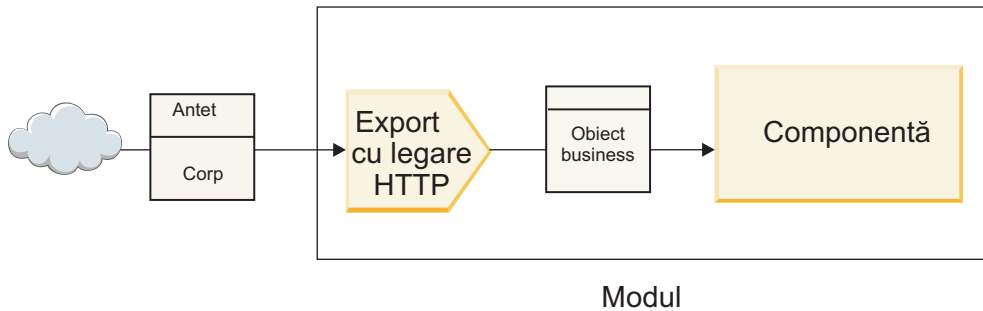 Antet
Corp
Export
cu legare
HTTP
Obiect
business
Componentă
Modul